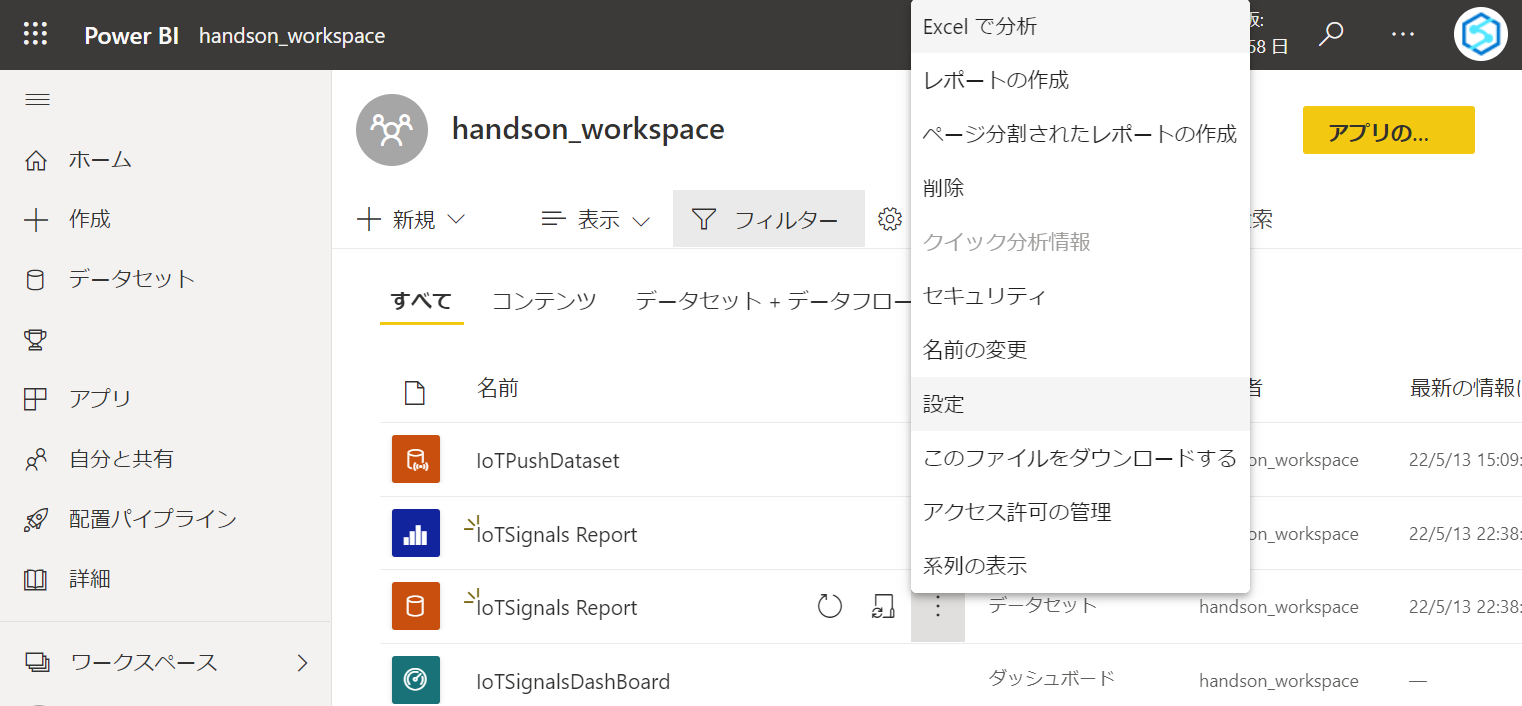 Power BI handson_workspace
58 日
handson_workspace
アプリの...
ホーム
作成
データセット
アプリ
自分と共有
配置パイプライン
詳細
ワークスペース
新規
表示
フィルター
索
すべて
コンテンツ
データセット + データフロー
Excel で分析
レポートの作成
ページ分割されたレポートの作成
削除
クイック分析情報
セキュリティ
名前の変更
設定
このファイルをダウンロードする
アクセス許可の管理
系列の表示
名前 者 最新の情報に
IoTPushDataset on_workspace 22/5/13 15:09:
IoTSignals Report on_workspace 22/5/13 22:38:
IoTSignals Report データセット handson_workspace 22/5/13 22:38:
IoTSignalsDashBoard ダッシュボード handson_workspace —